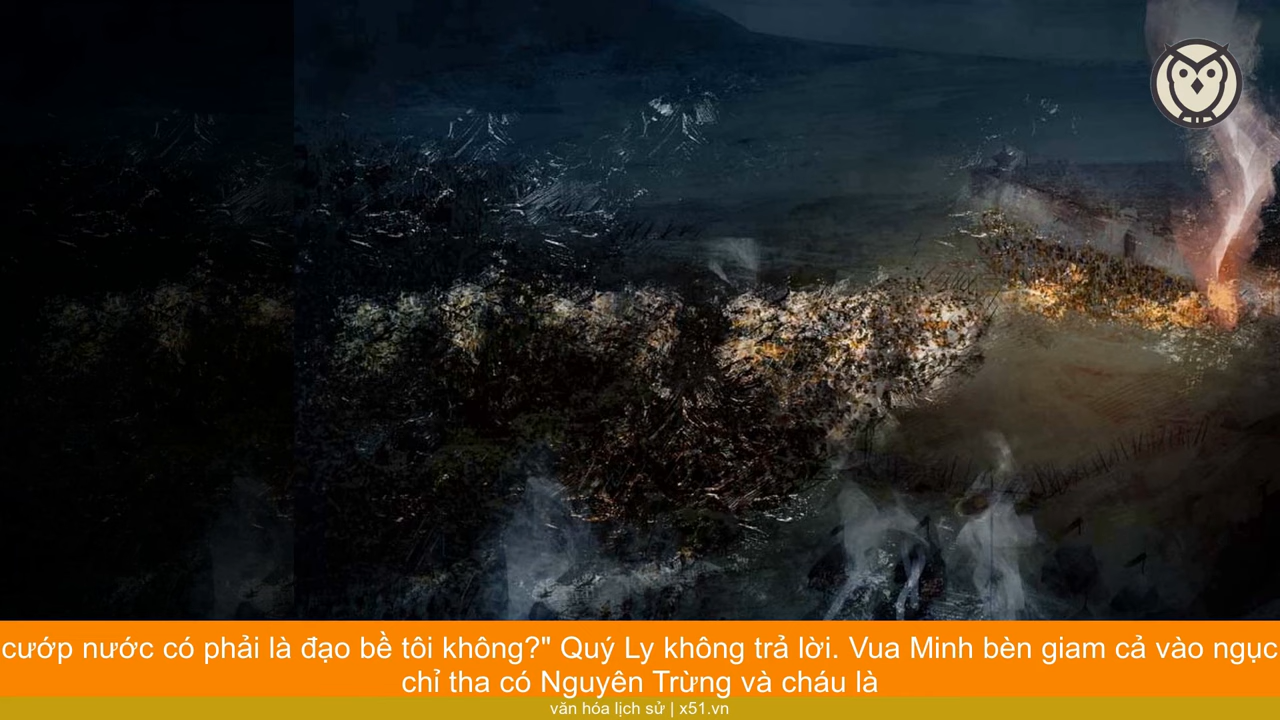 cướp nước có phải là đạo bề tôi không?" Quý Ly không trả lời. Vua Minh bèn giam cả vào ngục
chỉ tha có Nguyên Trừng và cháu là
văn hóa lịch sử | x51.vn